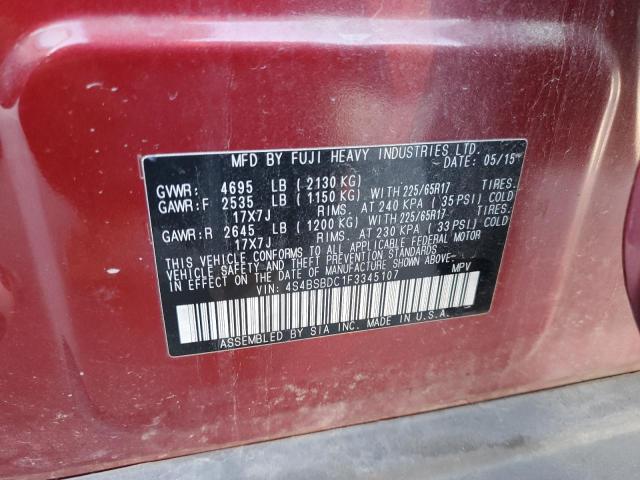 MFD BY FUJI HEAVY INDUSTRIES LTD.
DATE: 05/15
GVWR: 4695 LB (2130 KG)
GAWR:F 2535 LB (1150 KG) WITH 225/65R17 TIRES.
17X7J RIMS. AT 240 KPA (35 PSI) COLD
GAWR:R 2645 LB (1200 KG) WITH 225/65R17 TIRES.
17X7J RIMS. AT 230 KPA (33 PSI) COLD
THIS VEHICLE CONFORMS TO ALL APPLICABLE FEDERAL MOTOR
VEHICLE SAFETY AND THEFT PREVENTION STANDARDS
IN EFFECT ON THE DATE OF MANUFACTURE SHOWN ABOVE.
VIN: 4S4BSBDC1F3345107 MPV
ASSEMBLED BY SIA INC. MADE IN U.S.A.